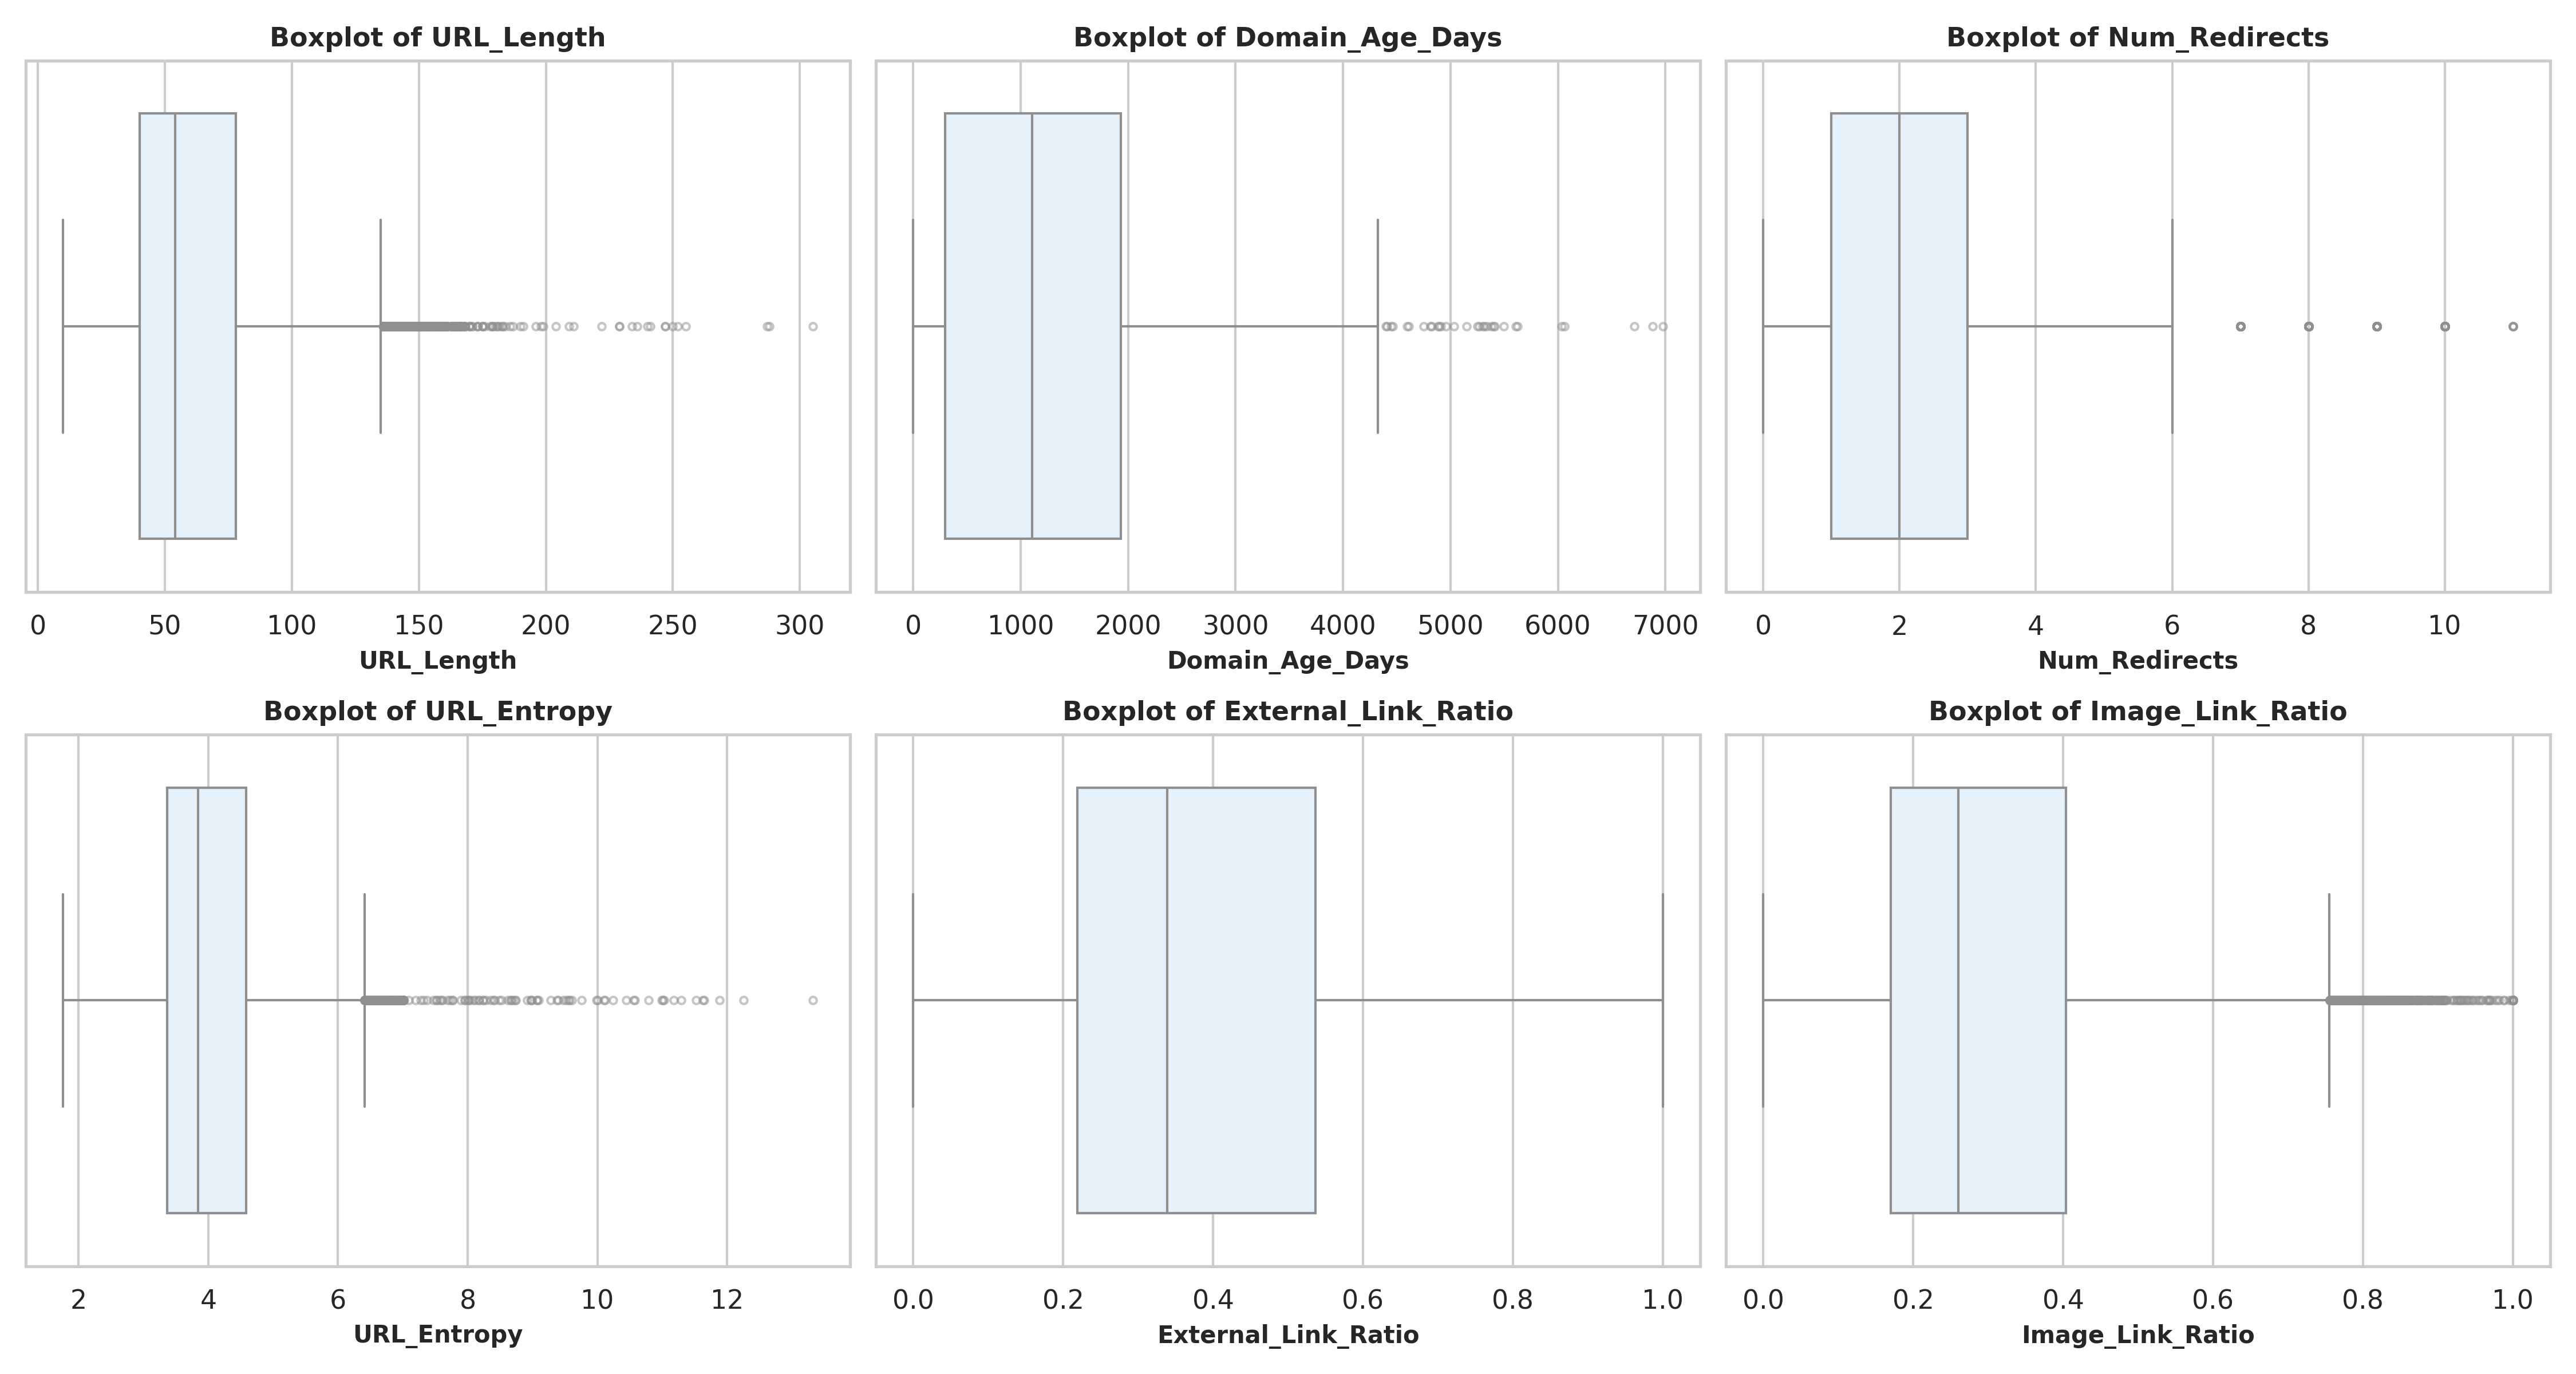 Boxplot of URL_Length
0 50 100 150 200 250 300
URL_Length
Boxplot of Domain_Age_Days
0 1000 2000 3000 4000 5000 6000 7000
Domain_Age_Days
Boxplot of Num_Redirects
0 2 4 6 8 10
Num_Redirects
Boxplot of URL_Entropy
2 4 6 8 10 12
URL_Entropy
Boxplot of External_Link_Ratio
0.0 0.2 0.4 0.6 0.8 1.0
External_Link_Ratio
Boxplot of Image_Link_Ratio
0.0 0.2 0.4 0.6 0.8 1.0
Image_Link_Ratio